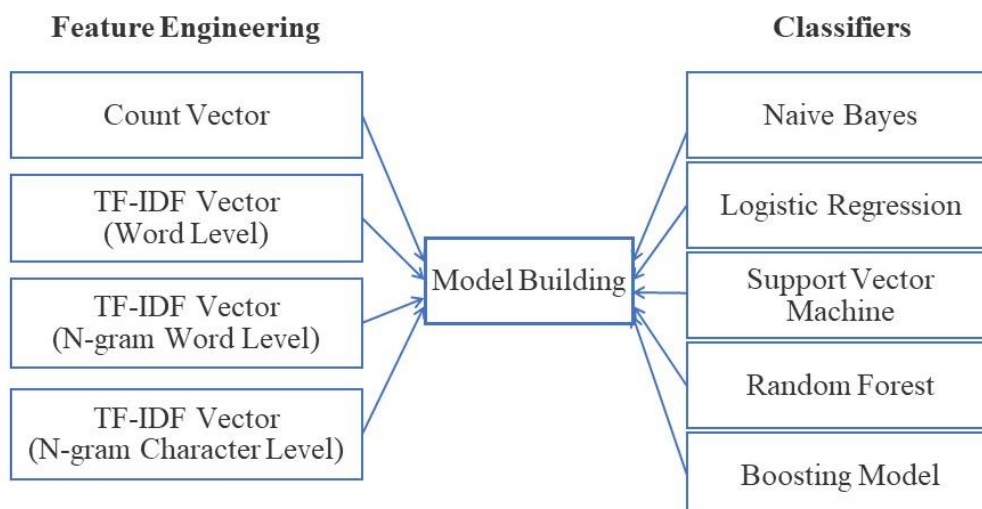 Feature Engineering
Count Vector
TF-IDF Vector
(Word Level)
TF-IDF Vector
(N-gram Word Level)
TF-IDF Vector
(N-gram Character Level)
Model Building
Classifiers
Naive Bayes
Logistic Regression
Support Vector
Machine
Random Forest
Boosting Model